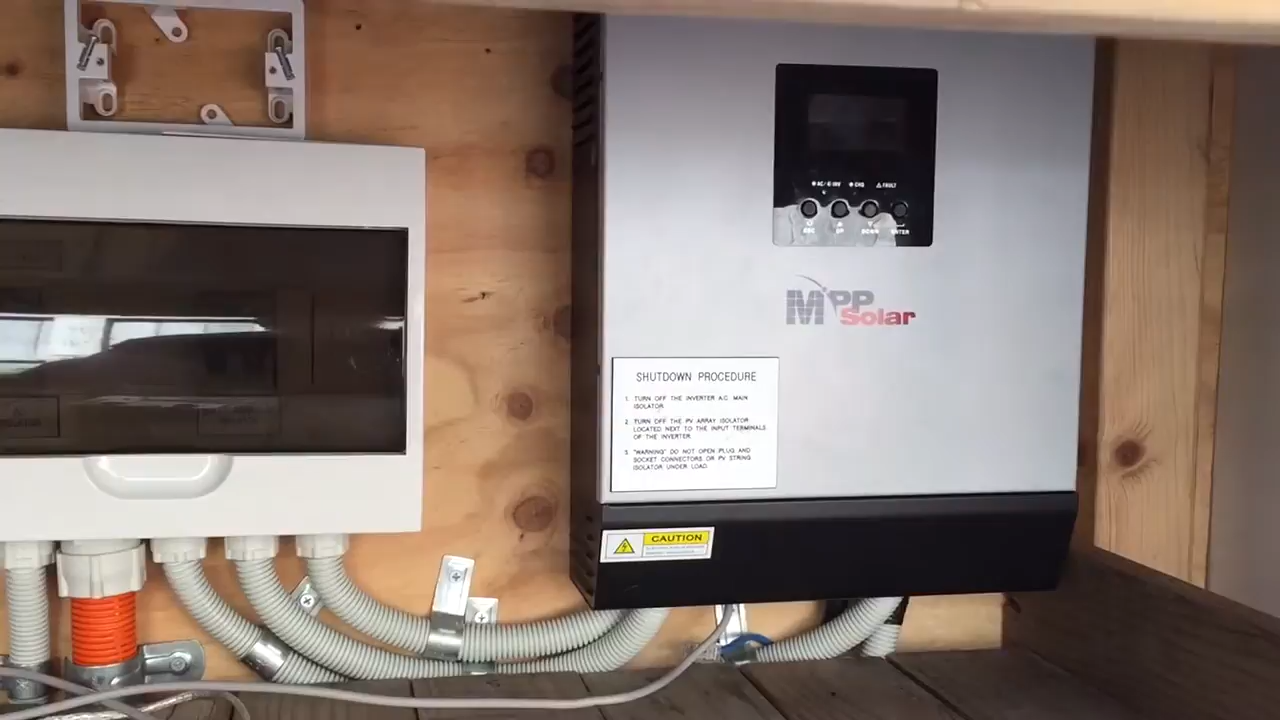 AC/ INV CHG FAULT
ESC UP DOWN ENTER
MPP
Solar
SHUTDOWN PROCEDURE
1. TURN OFF THE INVERTER A.C. MAIN
ISOLATOR
2. TURN OFF THE PV ARRAY ISOLATOR
LOCATED NEXT TO THE INPUT TERMINALS
OF THE INVERTER
3. "WARNING" DO NOT OPEN PLUG AND
SOCKET CONNECTORS OR PV STRING
ISOLATOR UNDER LOAD.
CAUTION